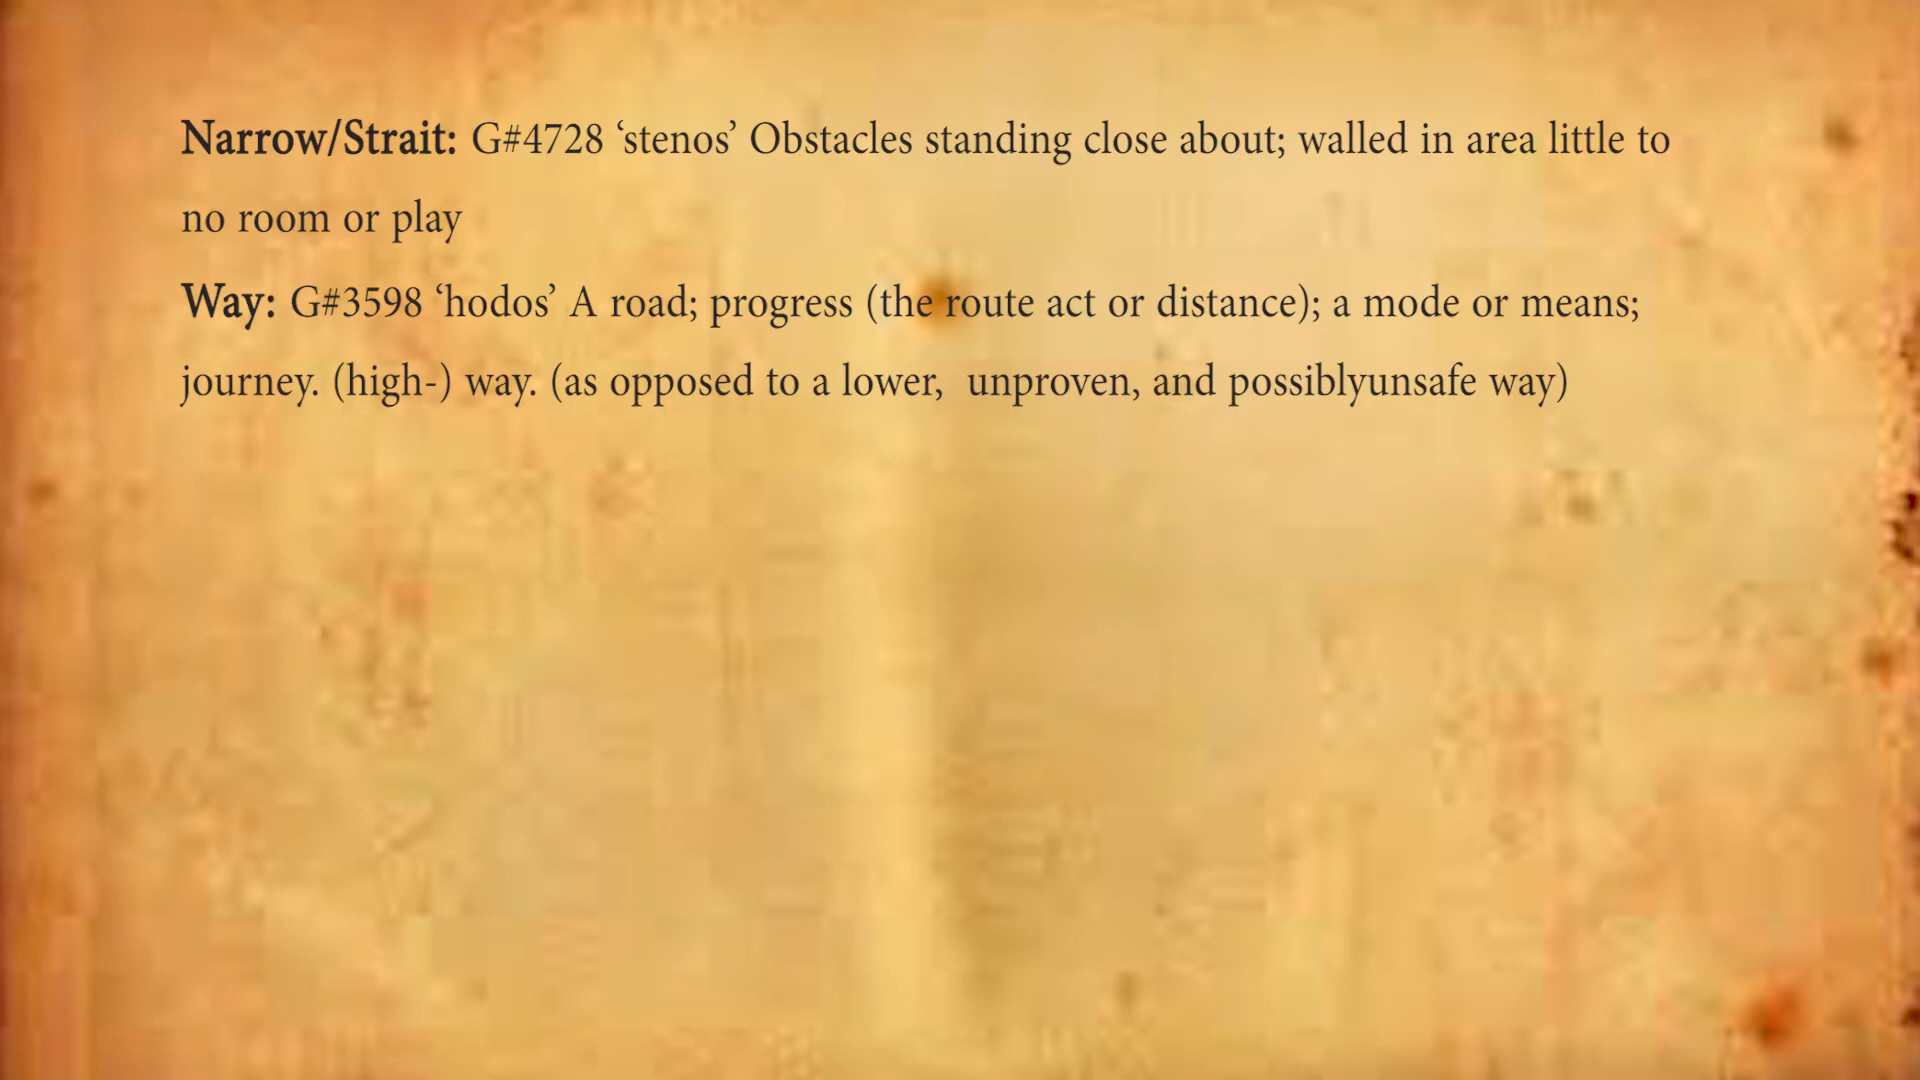 Narrow/Strait: G#4728 ‘stenos’ Obstacles standing close about; walled in area little to
no room or play
Way: G#3598 ‘hodos’ A road; progress (the route act or distance); a mode or means;
journey. (high-) way. (as opposed to a lower,  unproven, and possiblyunsafe way)